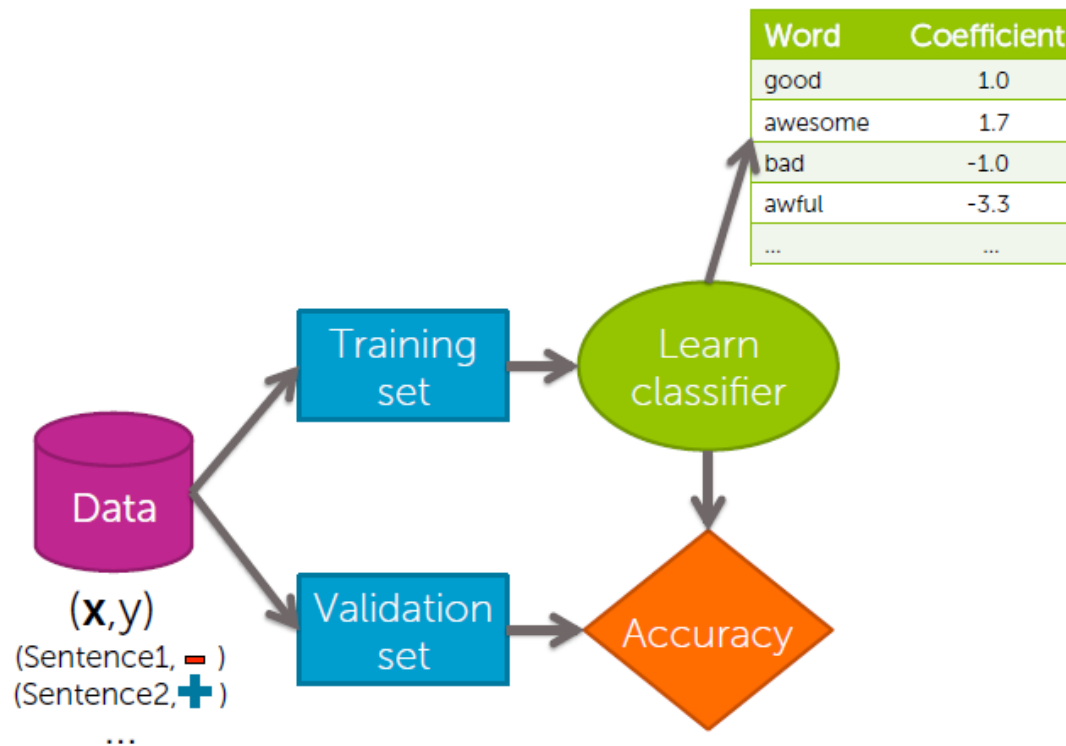 Word Coefficient
good 1.0
awesome 1.7
bad -1.0
awful -3.3
... ...
Training
set
Learn
classifier
Data
(x,y)
(Sentence1, - )
(Sentence2, + )
...
Validation
set
Accuracy